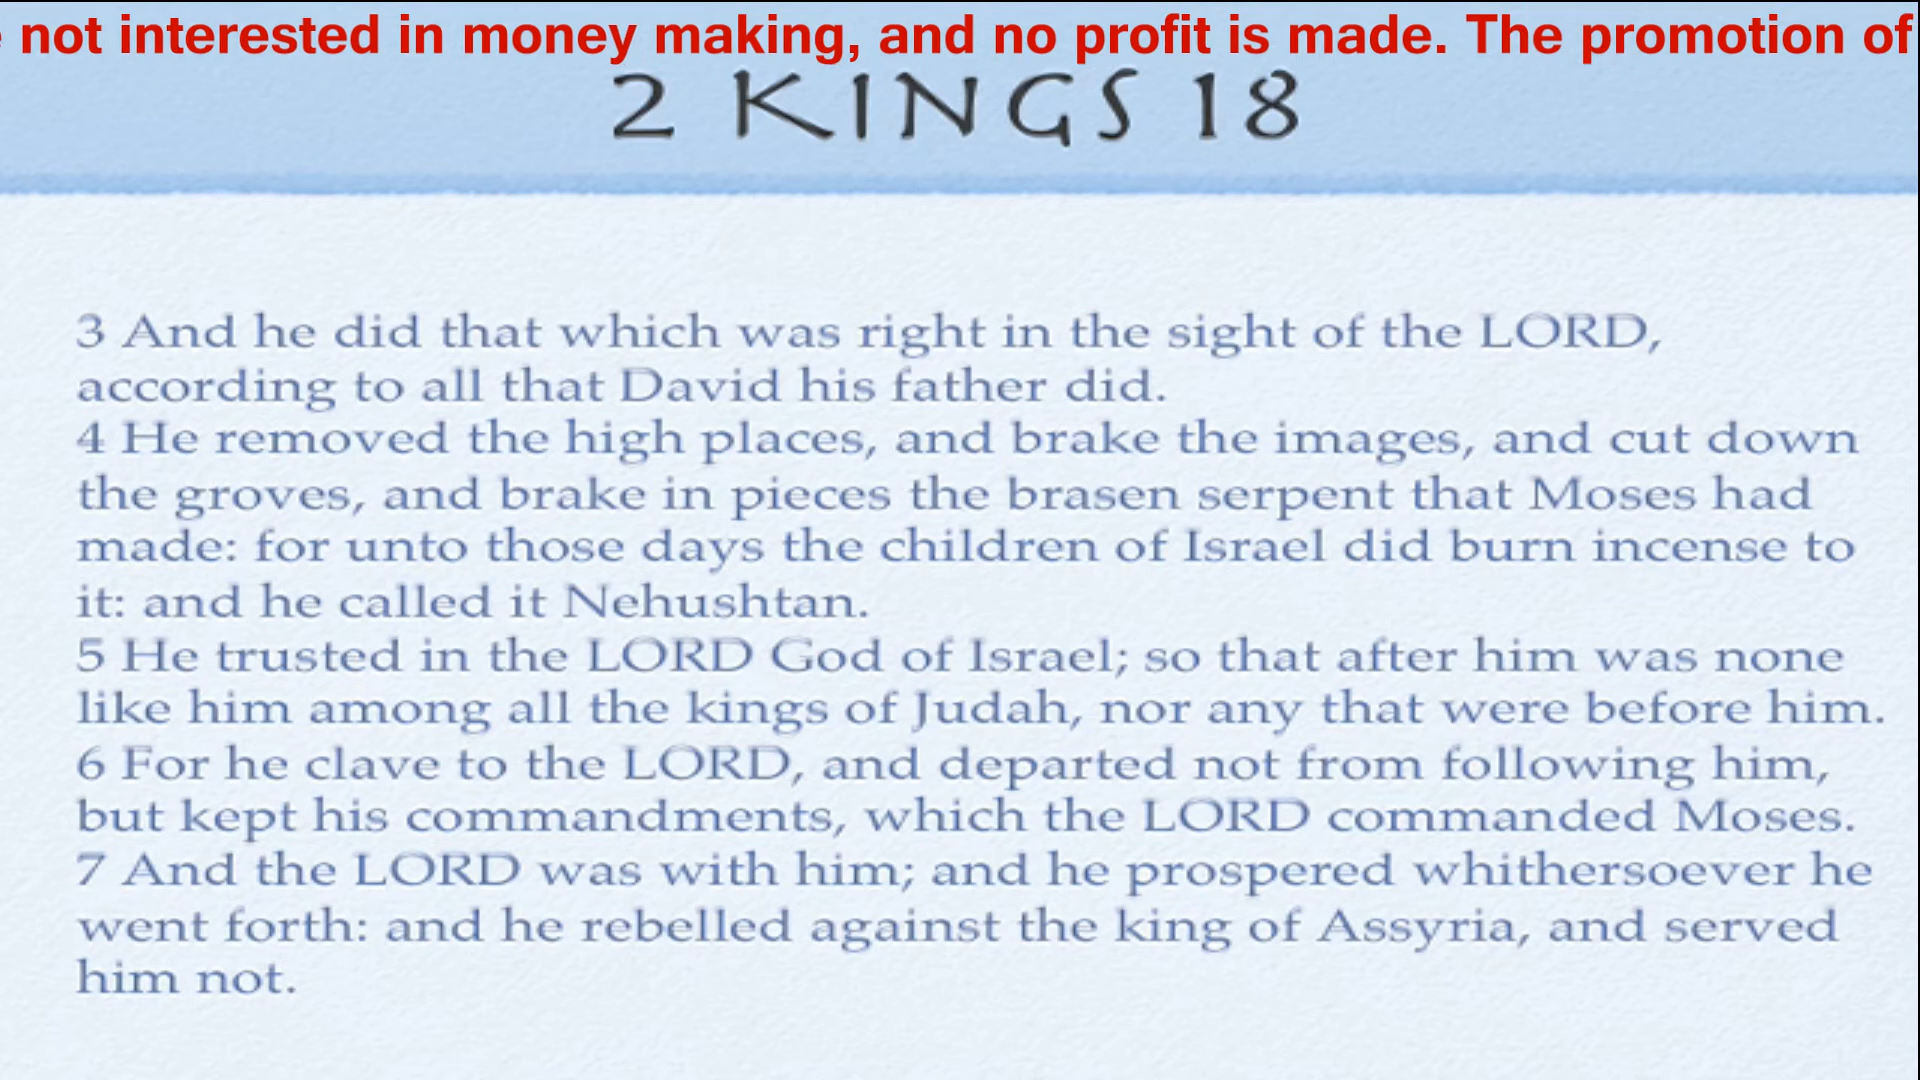 not interested in money making, and no profit is made. The promotion of
2 KINGS 18
3 And he did that which was right in the sight of the LORD,
according to all that David his father did.
4 He removed the high places, and brake the images, and cut down
the groves, and brake in pieces the brasen serpent that Moses had
made: for unto those days the children of Israel did burn incense to
it: and he called it Nehushtan.
5 He trusted in the LORD God of Israel; so that after him was none
like him among all the kings of Judah, nor any that were before him.
6 For he clave to the LORD, and departed not from following him,
but kept his commandments, which the LORD commanded Moses.
7 And the LORD was with him; and he prospered whithersoever he
went forth: and he rebelled against the king of Assyria, and served
him not.